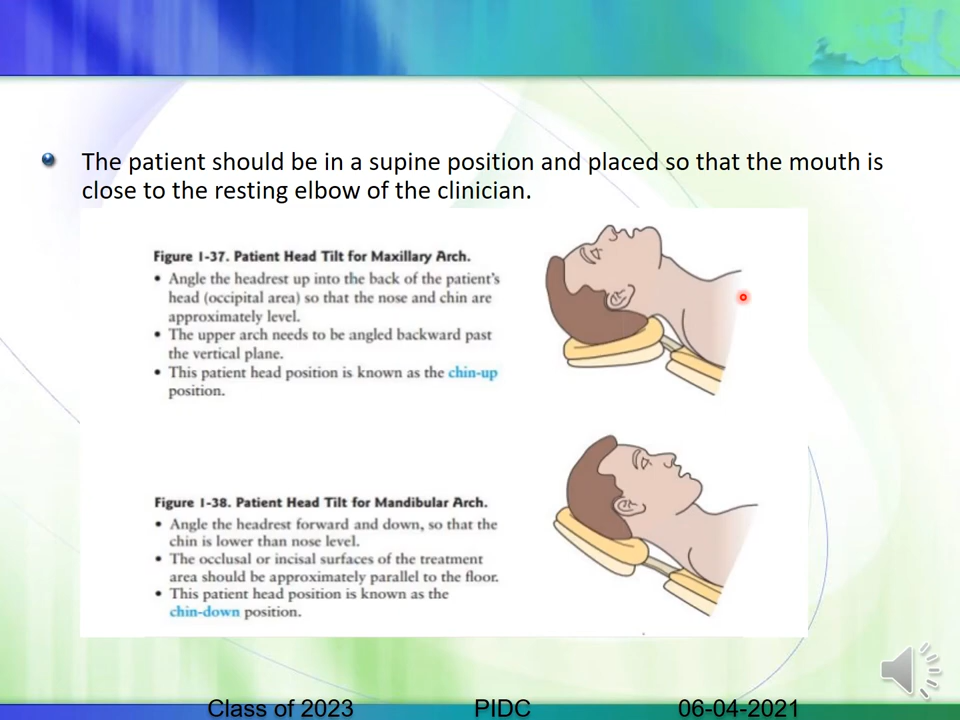 The patient should be in a supine position and placed so that the mouth is
close to the resting elbow of the clinician.
Figure 1-37. Patient Head Tilt for Maxillary Arch.
• Angle the headrest up into the back of the patient's
head (occipital area) so that the nose and chin are
approximately level.
• The upper arch needs to be angled backward past
the vertical plane.
• This patient head position is known as the chin-up
position.
Figure 1-38. Patient Head Tilt for Mandibular Arch.
• Angle the headrest forward and down, so that the
chin is lower than nose level.
• The occlusal or incisal surfaces of the treatment
area should be approximately parallel to the floor.
• This patient head position is known as the
chin-down position.
Class of 2023 PIDC 06-04-2021